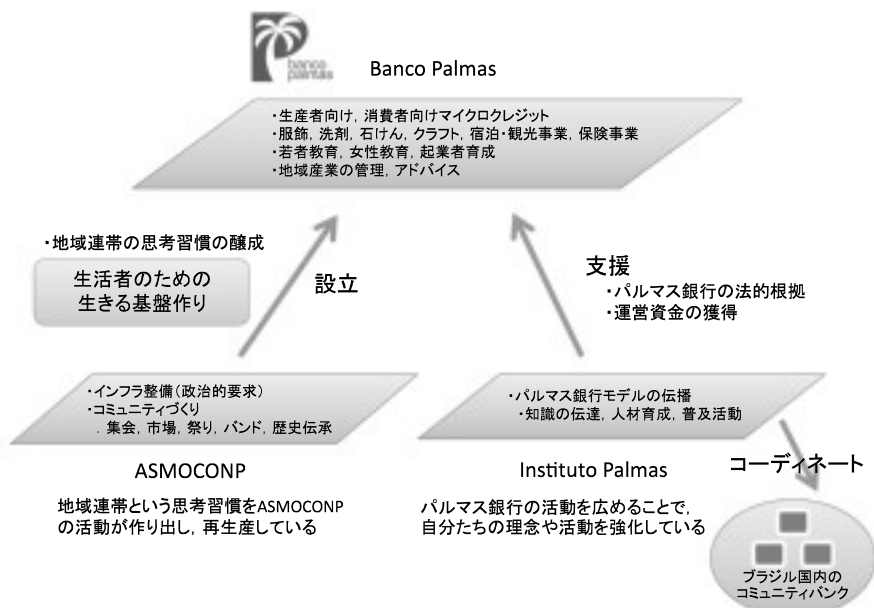 banco
palmas
Banco Palmas
・生産者向け，消費者向けマイクロクレジット
・服飾，洗剤，石けん，クラフト，宿泊・観光事業，保険事業
・若者教育，女性教育，起業者育成
・地域産業の管理，アドバイス
・地域連帯の思考習慣の醸成
生活者のための
生きる基盤作り
設立
支援
・パルマス銀行の法的根拠
・運営資金の獲得
・インフラ整備（政治的要求）
・コミュニティづくり
．集会，市場，祭り，バンド，歴史伝承
ASMOCONP
地域連帯という思考習慣をASMOCONP
の活動が作り出し，再生産している
・パルマス銀行モデルの伝播
・知識の伝達，人材育成，普及活動
Instituto Palmas
パルマス銀行の活動を広めることで，
自分たちの理念や活動を強化している
コーディネート
ブラジル国内の
コミュニティバンク